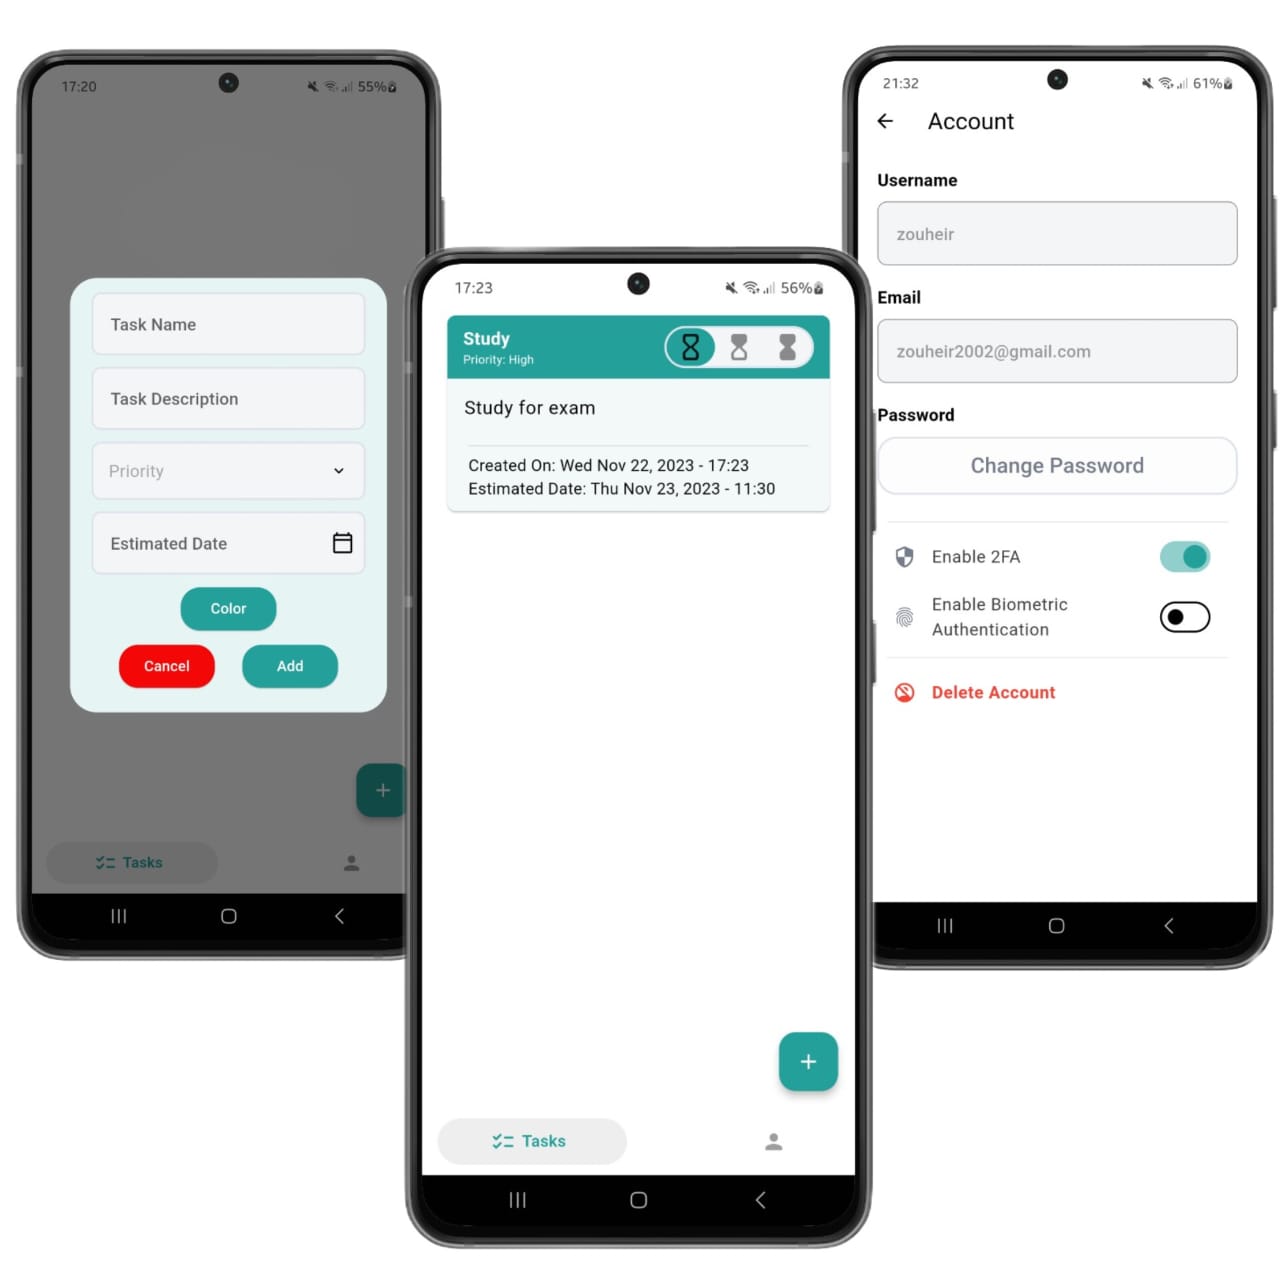 17:20
55%
Task Name
Task Description
Priority
Estimated Date
Color
Cancel
Add
Tasks
17:23
56%
Study
Priority: High
Study for exam
Created On: Wed Nov 22, 2023 - 17:23
Estimated Date: Thu Nov 23, 2023 - 11:30
Tasks
21:32
61%
Account
Username
zouheir
Email
zouheir2002@gmail.com
Password
Change Password
Enable 2FA
Enable Biometric
Authentication
Delete Account